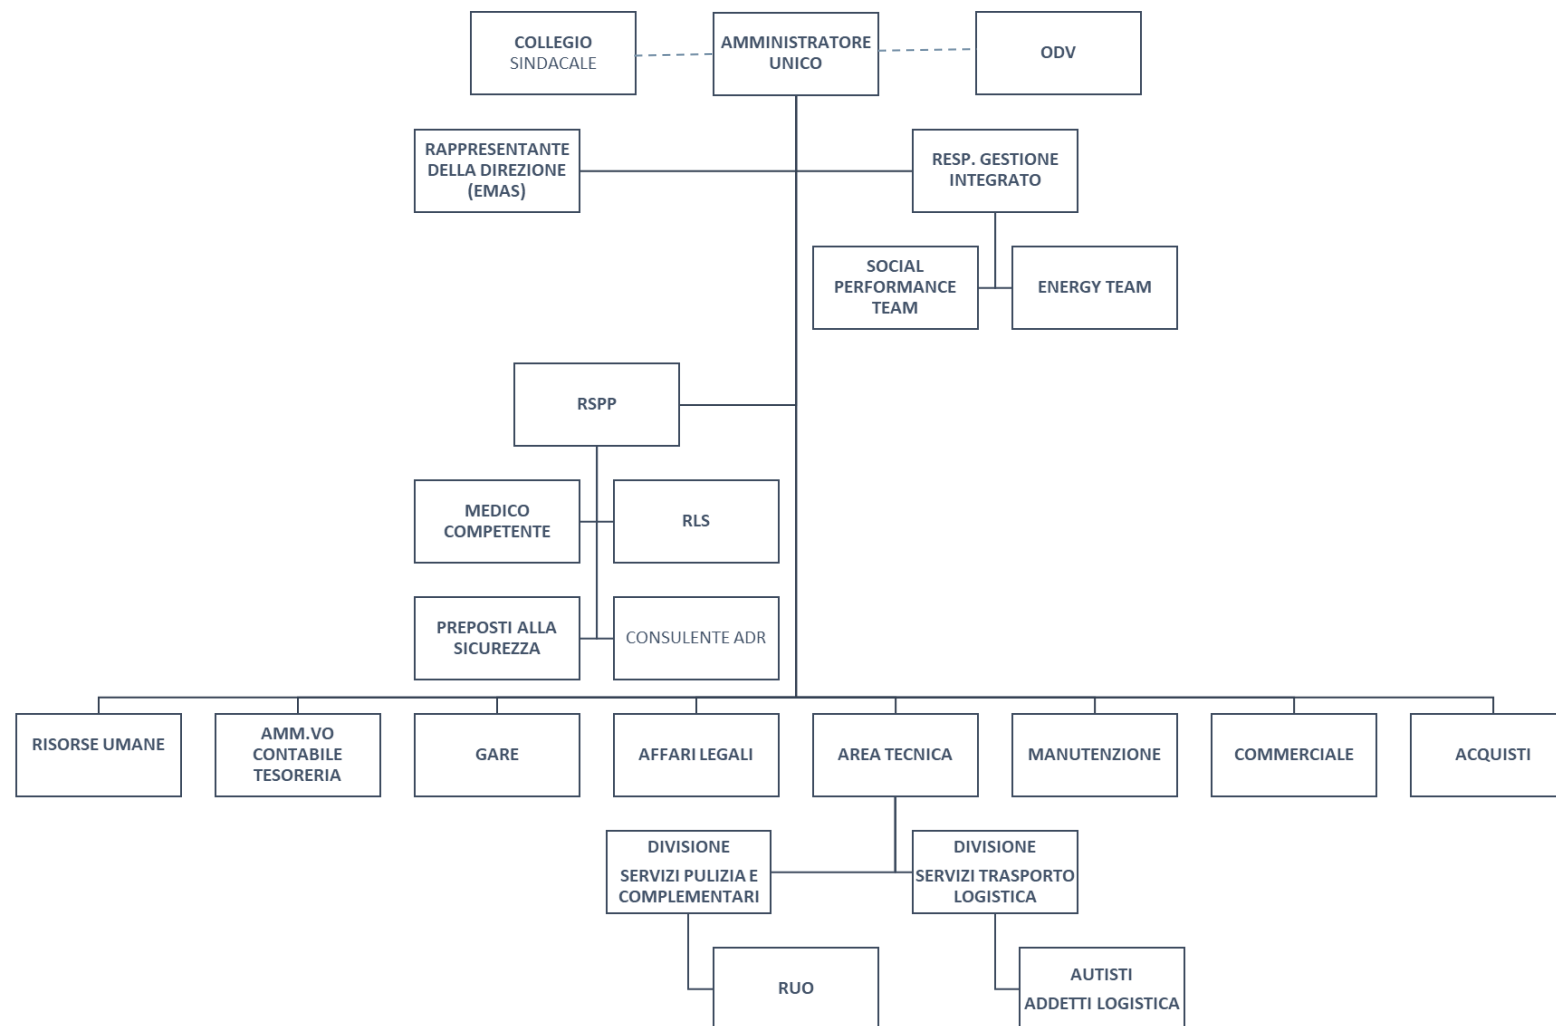 COLLEGIO
SINDACALE
AMMINISTRATORE
UNICO
ODV
RAPPRESENTANTE
DELLA DIREZIONE
(EMAS)
RESP. GESTIONE
INTEGRATO
SOCIAL
PERFORMANCE
TEAM
ENERGY TEAM
RSPP
MEDICO
COMPETENTE
RLS
PREPOSTI ALLA
SICUREZZA
CONSULENTE ADR
RISORSE UMANE
AMM.VO
CONTABILE
TESORERIA
GARE
AFFARI LEGALI
AREA TECNICA
MANUTENZIONE
COMMERCIALE
ACQUISTI
DIVISIONE
SERVIZI PULIZIA E
COMPLEMENTARI
DIVISIONE
SERVIZI TRASPORTO
LOGISTICA
RUO
AUTISTI
ADDETTI LOGISTICA